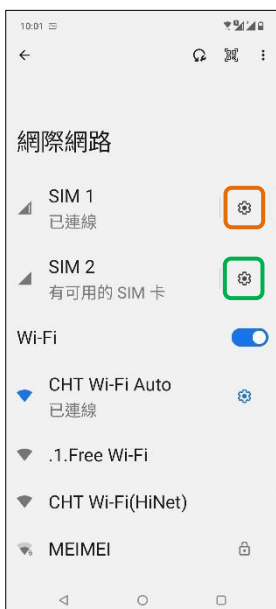 10:01
網際網路
SIM 1
已連線
SIM 2
有可用的 SIM 卡
Wi-Fi
CHT Wi-Fi Auto
已連線
.1.Free Wi-Fi
CHT Wi-Fi(HiNet)
MEIMEI